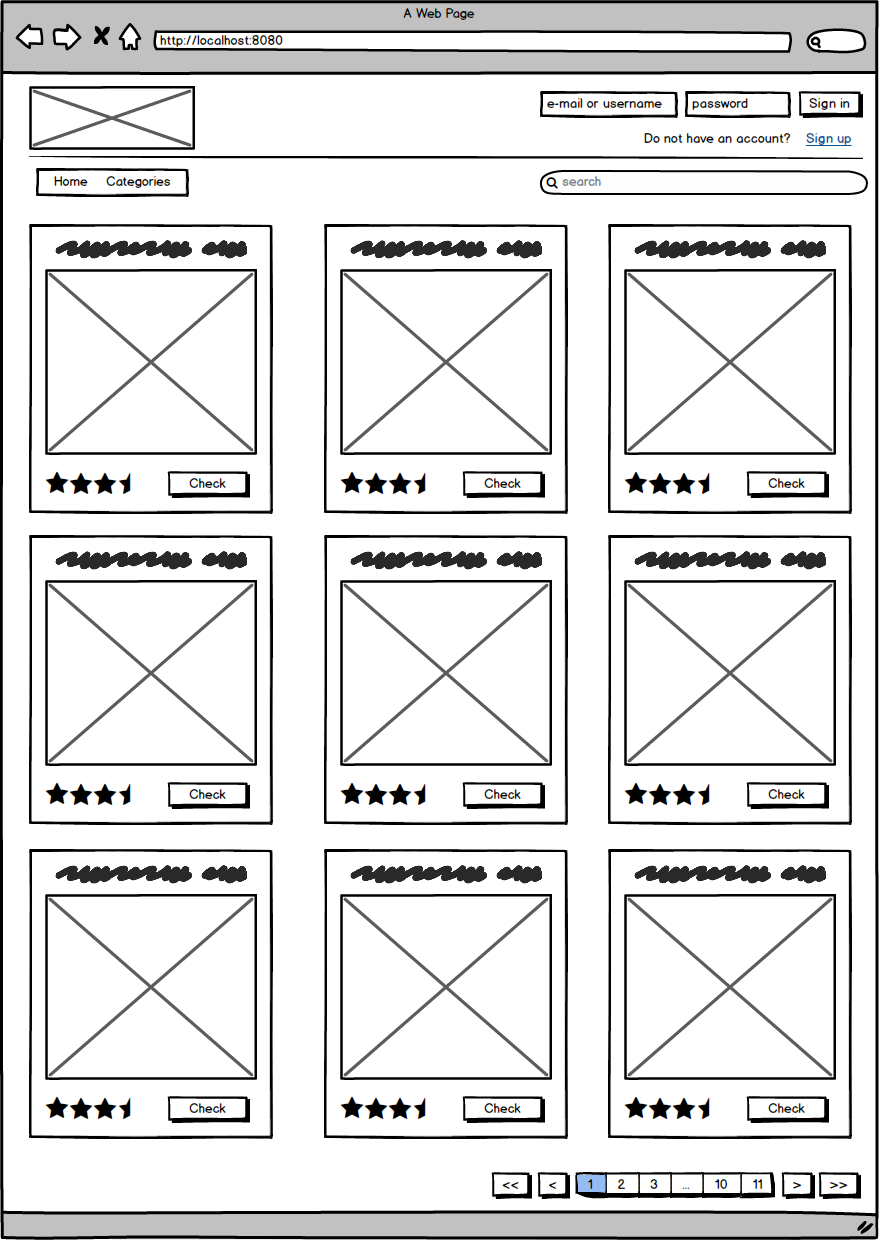 A Web Page
http://localhost:8080
e-mail or username password Sign in
Do not have an account? Sign up
Home Categories search
Check Check Check
Check Check Check
Check Check Check
<< < 1 2 3 ... 10 11 > >>